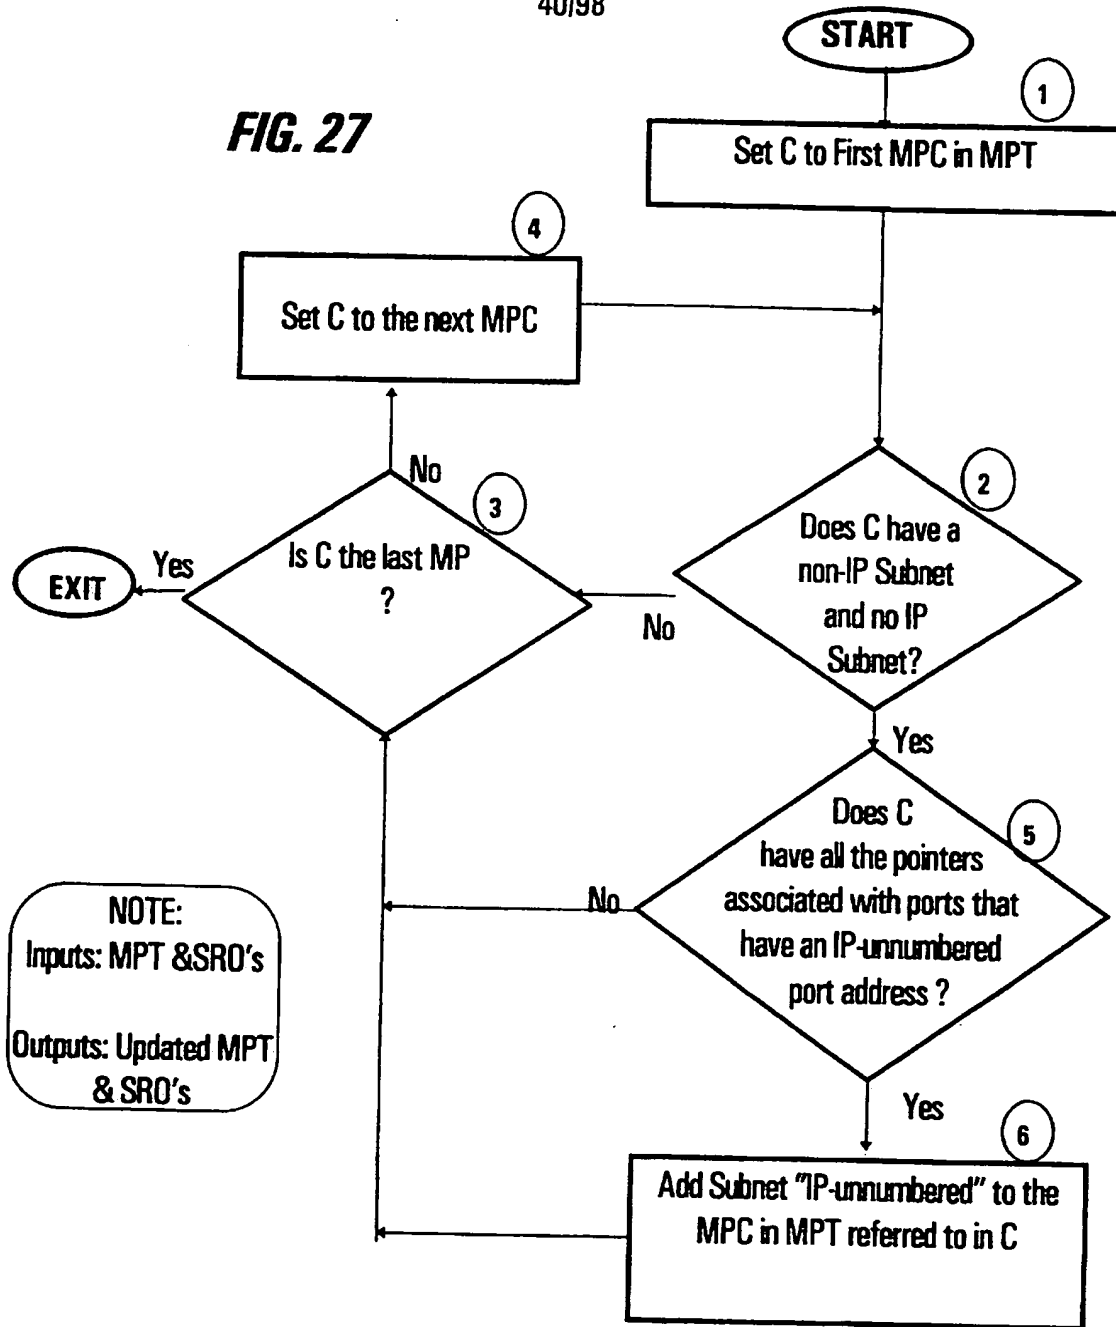 40/98
START
FIG. 27
1
Set C to First MPC in MPT
4
Set C to the next MPC
No
3
2
Is C the last MP
?
Yes
EXIT
Does C have a
non-IP Subnet
and no IP
Subnet?
No
Yes
Does C
have all the pointers
associated with ports that
have an IP-unnumbered
port address ?
5
No
NOTE:
Inputs: MPT &SRO's
Outputs: Updated MPT
& SRO's
Yes
6
Add Subnet "IP-unnumbered" to the
MPC in MPT referred to in C